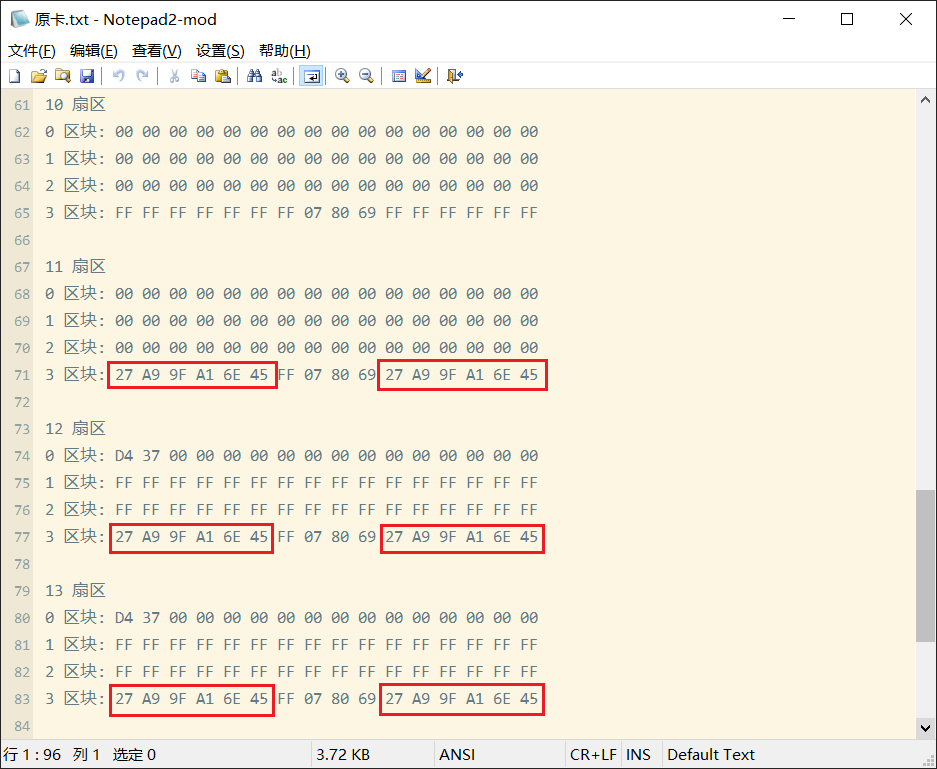 原卡.txt - Notepad2-mod
文件(F) 编辑(E) 查看(V) 设置(S) 帮助(H)
61 10 扇区
62 0 区块: 00 00 00 00 00 00 00 00 00 00 00 00 00 00 00 00
63 1 区块: 00 00 00 00 00 00 00 00 00 00 00 00 00 00 00 00
64 2 区块: 00 00 00 00 00 00 00 00 00 00 00 00 00 00 00 00
65 3 区块: FF FF FF FF FF FF FF 07 80 69 FF FF FF FF FF FF
66
67 11 扇区
68 0 区块: 00 00 00 00 00 00 00 00 00 00 00 00 00 00 00 00
69 1 区块: 00 00 00 00 00 00 00 00 00 00 00 00 00 00 00 00
70 2 区块: 00 00 00 00 00 00 00 00 00 00 00 00 00 00 00 00
71 3 区块: 27 A9 9F A1 6E 45 FF 07 80 69 27 A9 9F A1 6E 45
72
73 12 扇区
74 0 区块: D4 37 00 00 00 00 00 00 00 00 00 00 00 00 00 00
75 1 区块: FF FF FF FF FF FF FF FF FF FF FF FF FF FF FF FF
76 2 区块: FF FF FF FF FF FF FF FF FF FF FF FF FF FF FF FF
77 3 区块: 27 A9 9F A1 6E 45 FF 07 80 69 27 A9 9F A1 6E 45
78
79 13 扇区
80 0 区块: D4 37 00 00 00 00 00 00 00 00 00 00 00 00 00 00
81 1 区块: FF FF FF FF FF FF FF FF FF FF FF FF FF FF FF FF
82 2 区块: FF FF FF FF FF FF FF FF FF FF FF FF FF FF FF FF
83 3 区块: 27 A9 9F A1 6E 45 FF 07 80 69 27 A9 9F A1 6E 45
84
行 1 : 96 列 1 选定 0 3.72 KB ANSI CR+LF INS Default Text